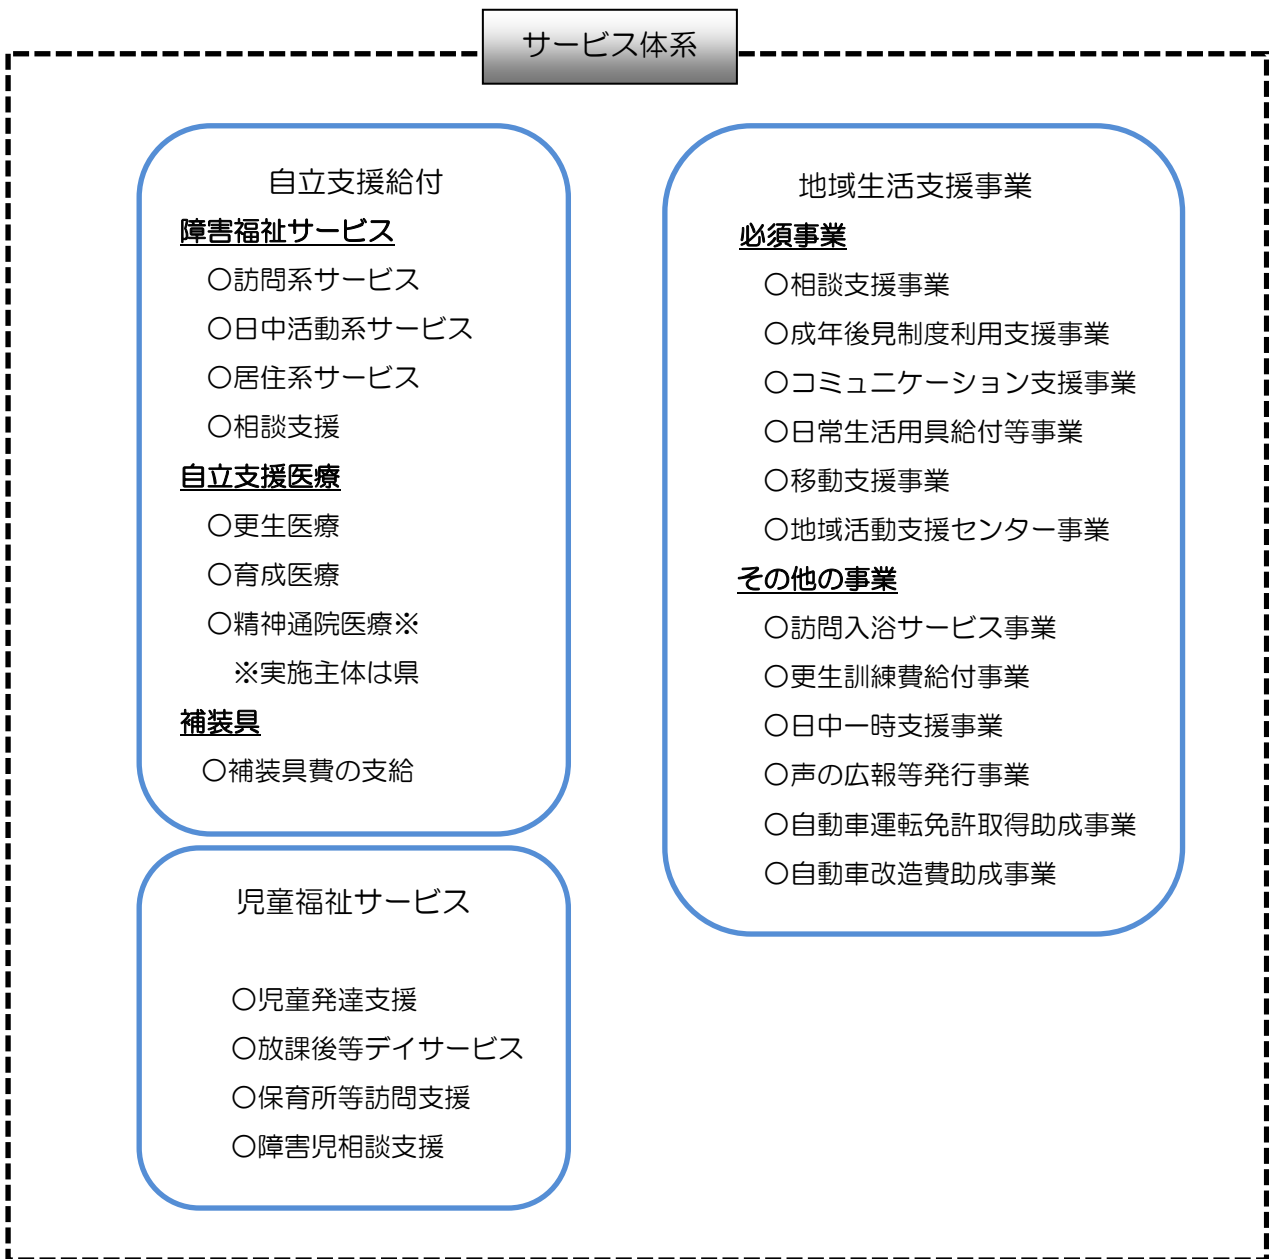 サービス体系
自立支援給付
障害福祉サービス
○訪問系サービス
○日中活動系サービス
○居住系サービス
○相談支援
自立支援医療
○更生医療
○育成医療
○精神通院医療※
※実施主体は県
補装具
○補装具費の支給
児童福祉サービス
○児童発達支援
○放課後等デイサービス
○保育所等訪問支援
○障害児相談支援
地域生活支援事業
必須事業
○相談支援事業
○成年後見制度利用支援事業
○コミュニケーション支援事業
○日常生活用具給付等事業
○移動支援事業
○地域活動支援センター事業
その他の事業
○訪問入浴サービス事業
○更生訓練費給付事業
○日中一時支援事業
○声の広報等発行事業
○自動車運転免許取得助成事業
○自動車改造費助成事業